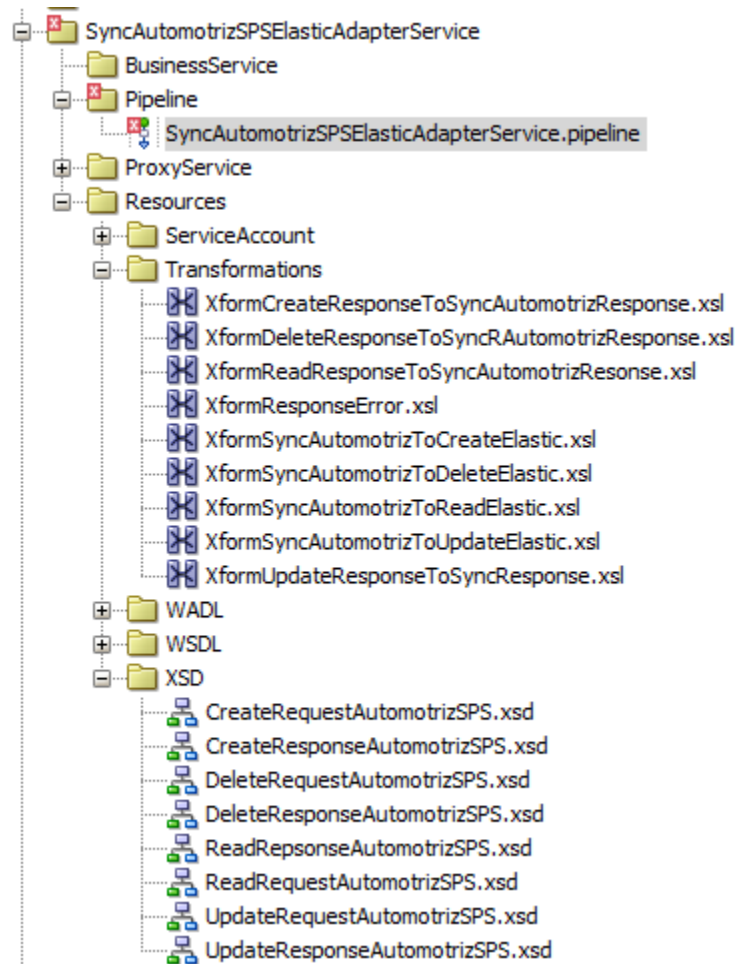 SyncAutomotrizSPSElasticAdapterService
BusinessService
Pipeline
SyncAutomotrizSPSElasticAdapterService.pipeline
ProxyService
Resources
ServiceAccount
Transformations
XformCreateResponseToSyncAutomotrizResponse.xsl
XformDeleteResponseToSyncRAutomotrizResponse.xsl
XformReadResponseToSyncAutomotrizResonse.xsl
XformResponseError.xsl
XformSyncAutomotrizToCreateElastic.xsl
XformSyncAutomotrizToDeleteElastic.xsl
XformSyncAutomotrizToReadElastic.xsl
XformSyncAutomotrizToUpdateElastic.xsl
XformUpdateResponseToSyncResponse.xsl
WADL
WSDL
XSD
CreateRequestAutomotrizSPS.xsd
CreateResponseAutomotrizSPS.xsd
DeleteRequestAutomotrizSPS.xsd
DeleteResponseAutomotrizSPS.xsd
ReadRepsonseAutomotrizSPS.xsd
ReadRequestAutomotrizSPS.xsd
UpdateRequestAutomotrizSPS.xsd
UpdateResponseAutomotrizSPS.xsd